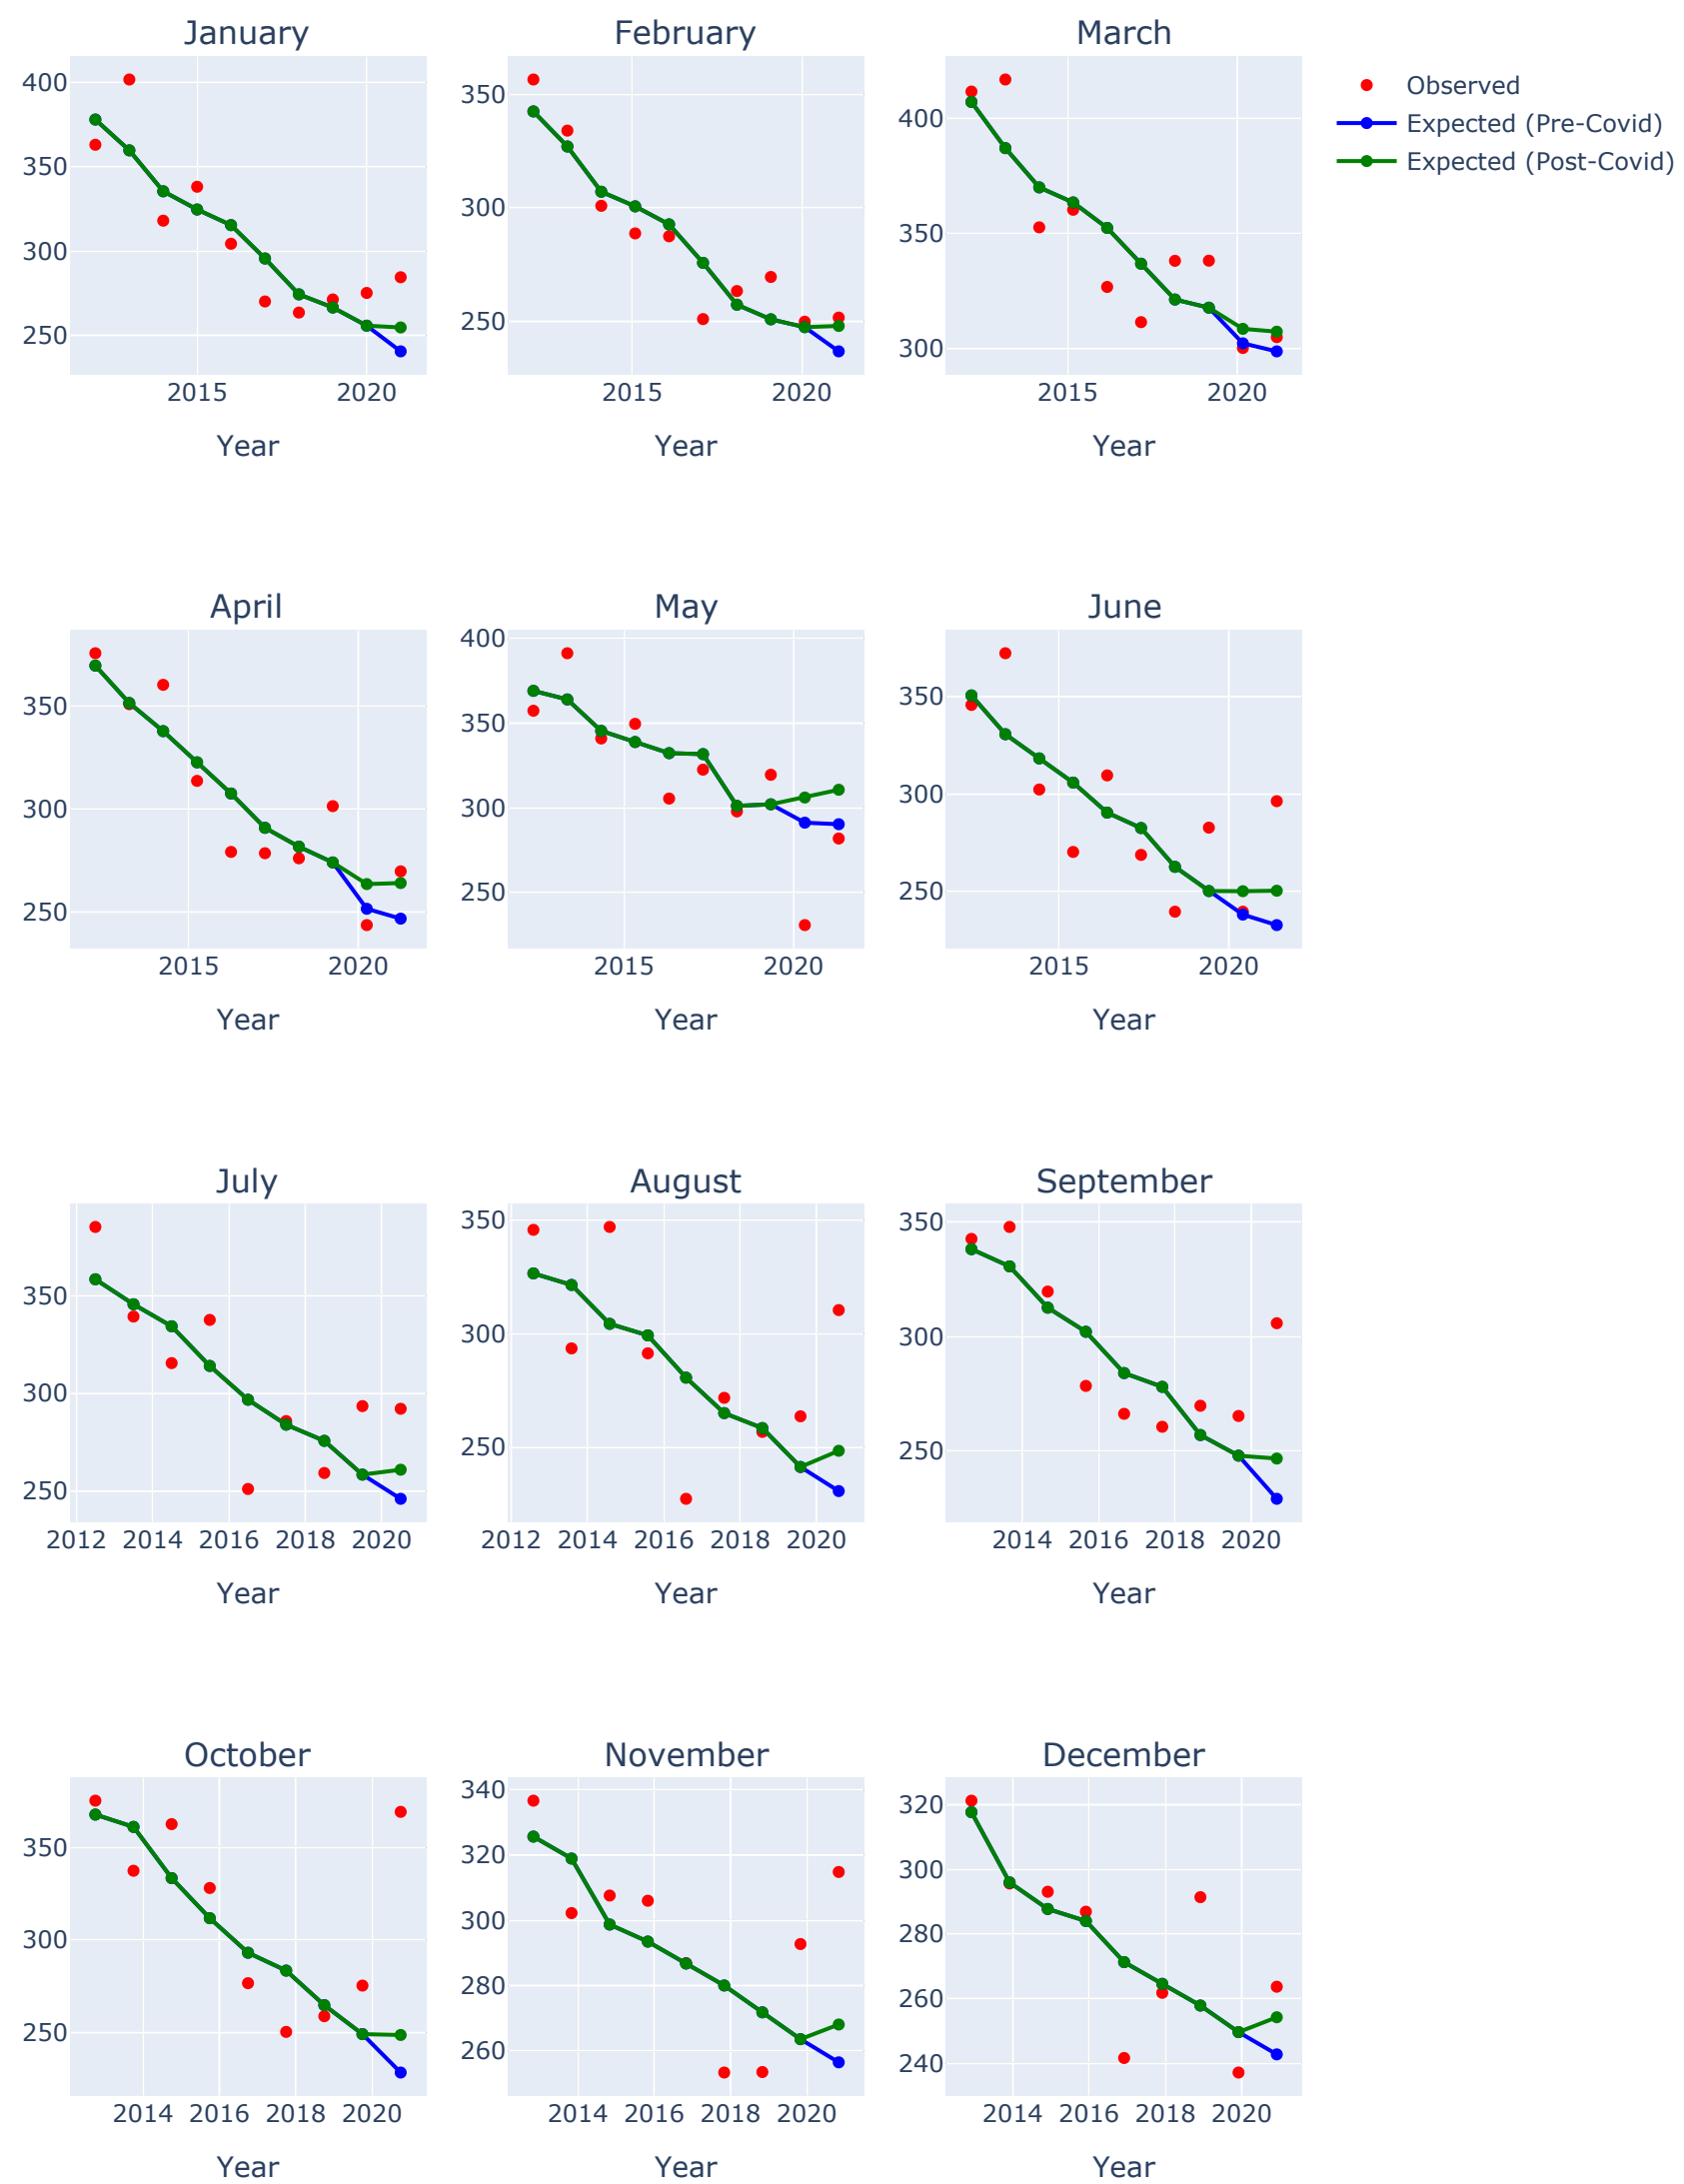 January
February
March
400
350
300
250
2015
2020
Year
350
300
250
2015
2020
Year
400
350
300
2015
2020
Year
Observed
Expected (Pre-Covid)
Expected (Post-Covid)
April
May
June
350
300
250
2015
2020
Year
400
350
300
250
2015
2020
Year
350
300
250
2015
2020
Year
July
August
September
350
300
250
2012
2014
2016
2018
2020
Year
350
300
250
2012
2014
2016
2018
2020
Year
350
300
250
2014
2016
2018
2020
Year
October
November
December
350
300
250
2014
2016
2018
2020
Year
340
320
300
280
260
2014
2016
2018
2020
Year
320
300
280
260
240
2014
2016
2018
2020
Year